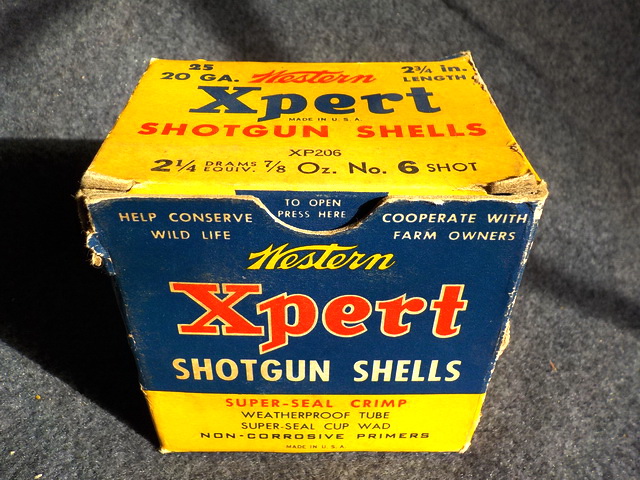 25
20 GA. Western 2¾ in. LENGTH
Xpert
MADE IN U.S.A.
SHOTGUN SHELLS
XP206
2¼ DRAMS EQUIV. ⅞ Oz. No. 6 SHOT
TO OPEN
PRESS HERE
HELP CONSERVE
WILD LIFE
COOPERATE WITH
FARM OWNERS
Western
Xpert
SHOTGUN SHELLS
SUPER-SEAL CRIMP
WEATHERPROOF TUBE
SUPER-SEAL CUP WAD
NON-CORROSIVE PRIMERS
MADE IN U.S.A.